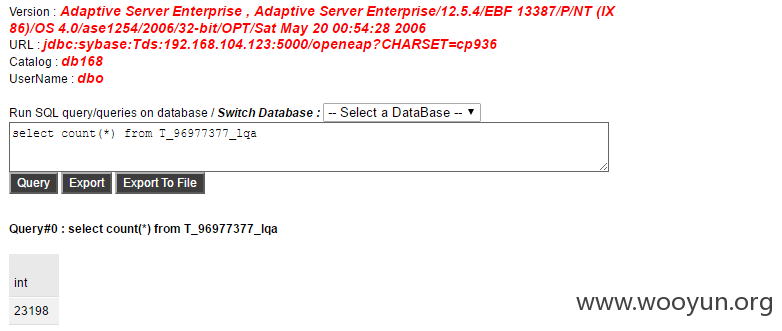 Version : Adaptive Server Enterprise , Adaptive Server Enterprise/12.5.4/EBF 13387/P/NT (IX
86)/OS 4.0/ase1254/2006/32-bit/OPT/Sat May 20 00:54:28 2006
URL : jdbc:sybase:Tds:192.168.104.123:5000/openeap?CHARSET=cp936
Catalog : db168
UserName : dbo
Run SQL query/queries on database / Switch Database : -- Select a DataBase --
select count(*) from T_96977377_lqa
Query Export Export To File
Query#0 : select count(*) from T_96977377_lqa
int
23198
www.wooyun.org